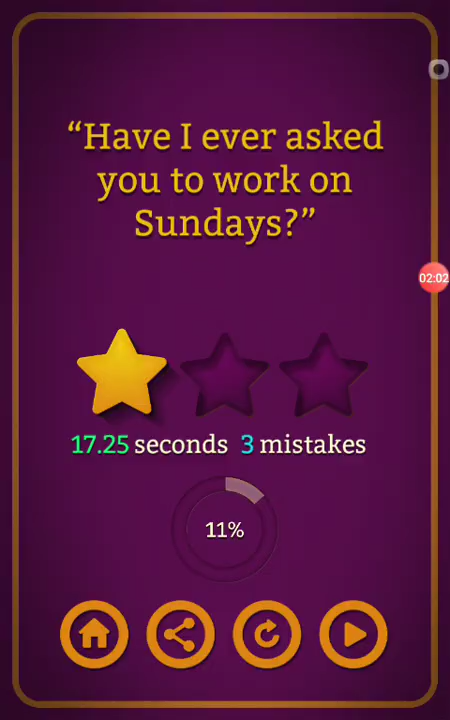 “Have I ever asked
you to work on
Sundays?”
02:02
17.25 seconds 3 mistakes
11%